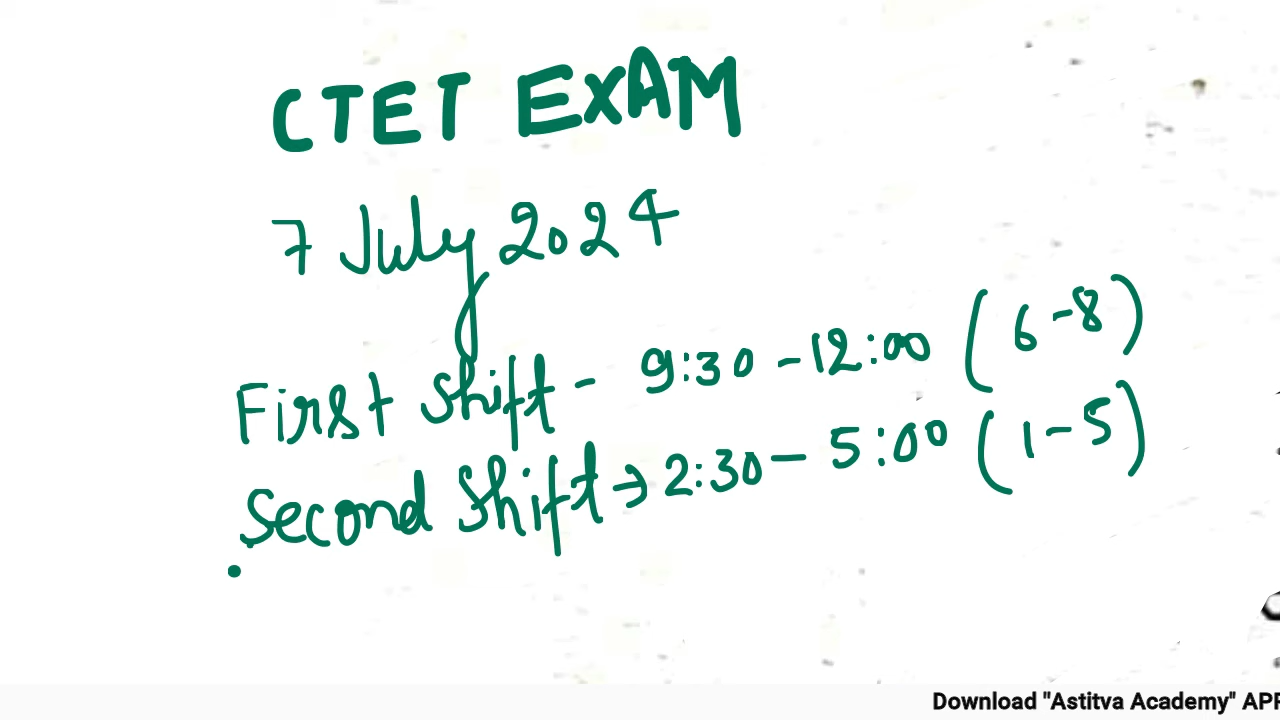 CTET EXAM
7 July 2024
First Shift - 9:30 - 12:00 (6-8)
Second Shift → 2:30 - 5:00 (1-5)
Download "Astitva Academy" APP